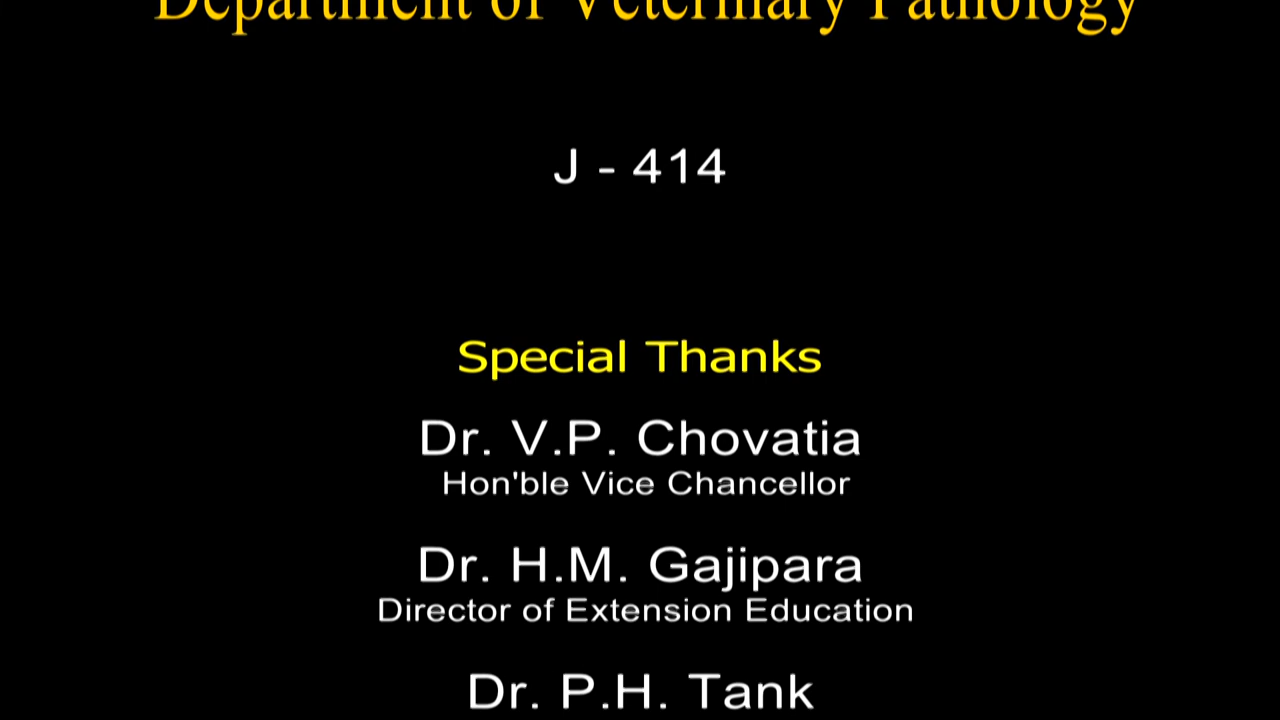 Department of Veterinary Pathology
J - 414
Special Thanks
Dr. V.P. Chovatia
Hon'ble Vice Chancellor
Dr. H.M. Gajipara
Director of Extension Education
Dr. P.H. Tank